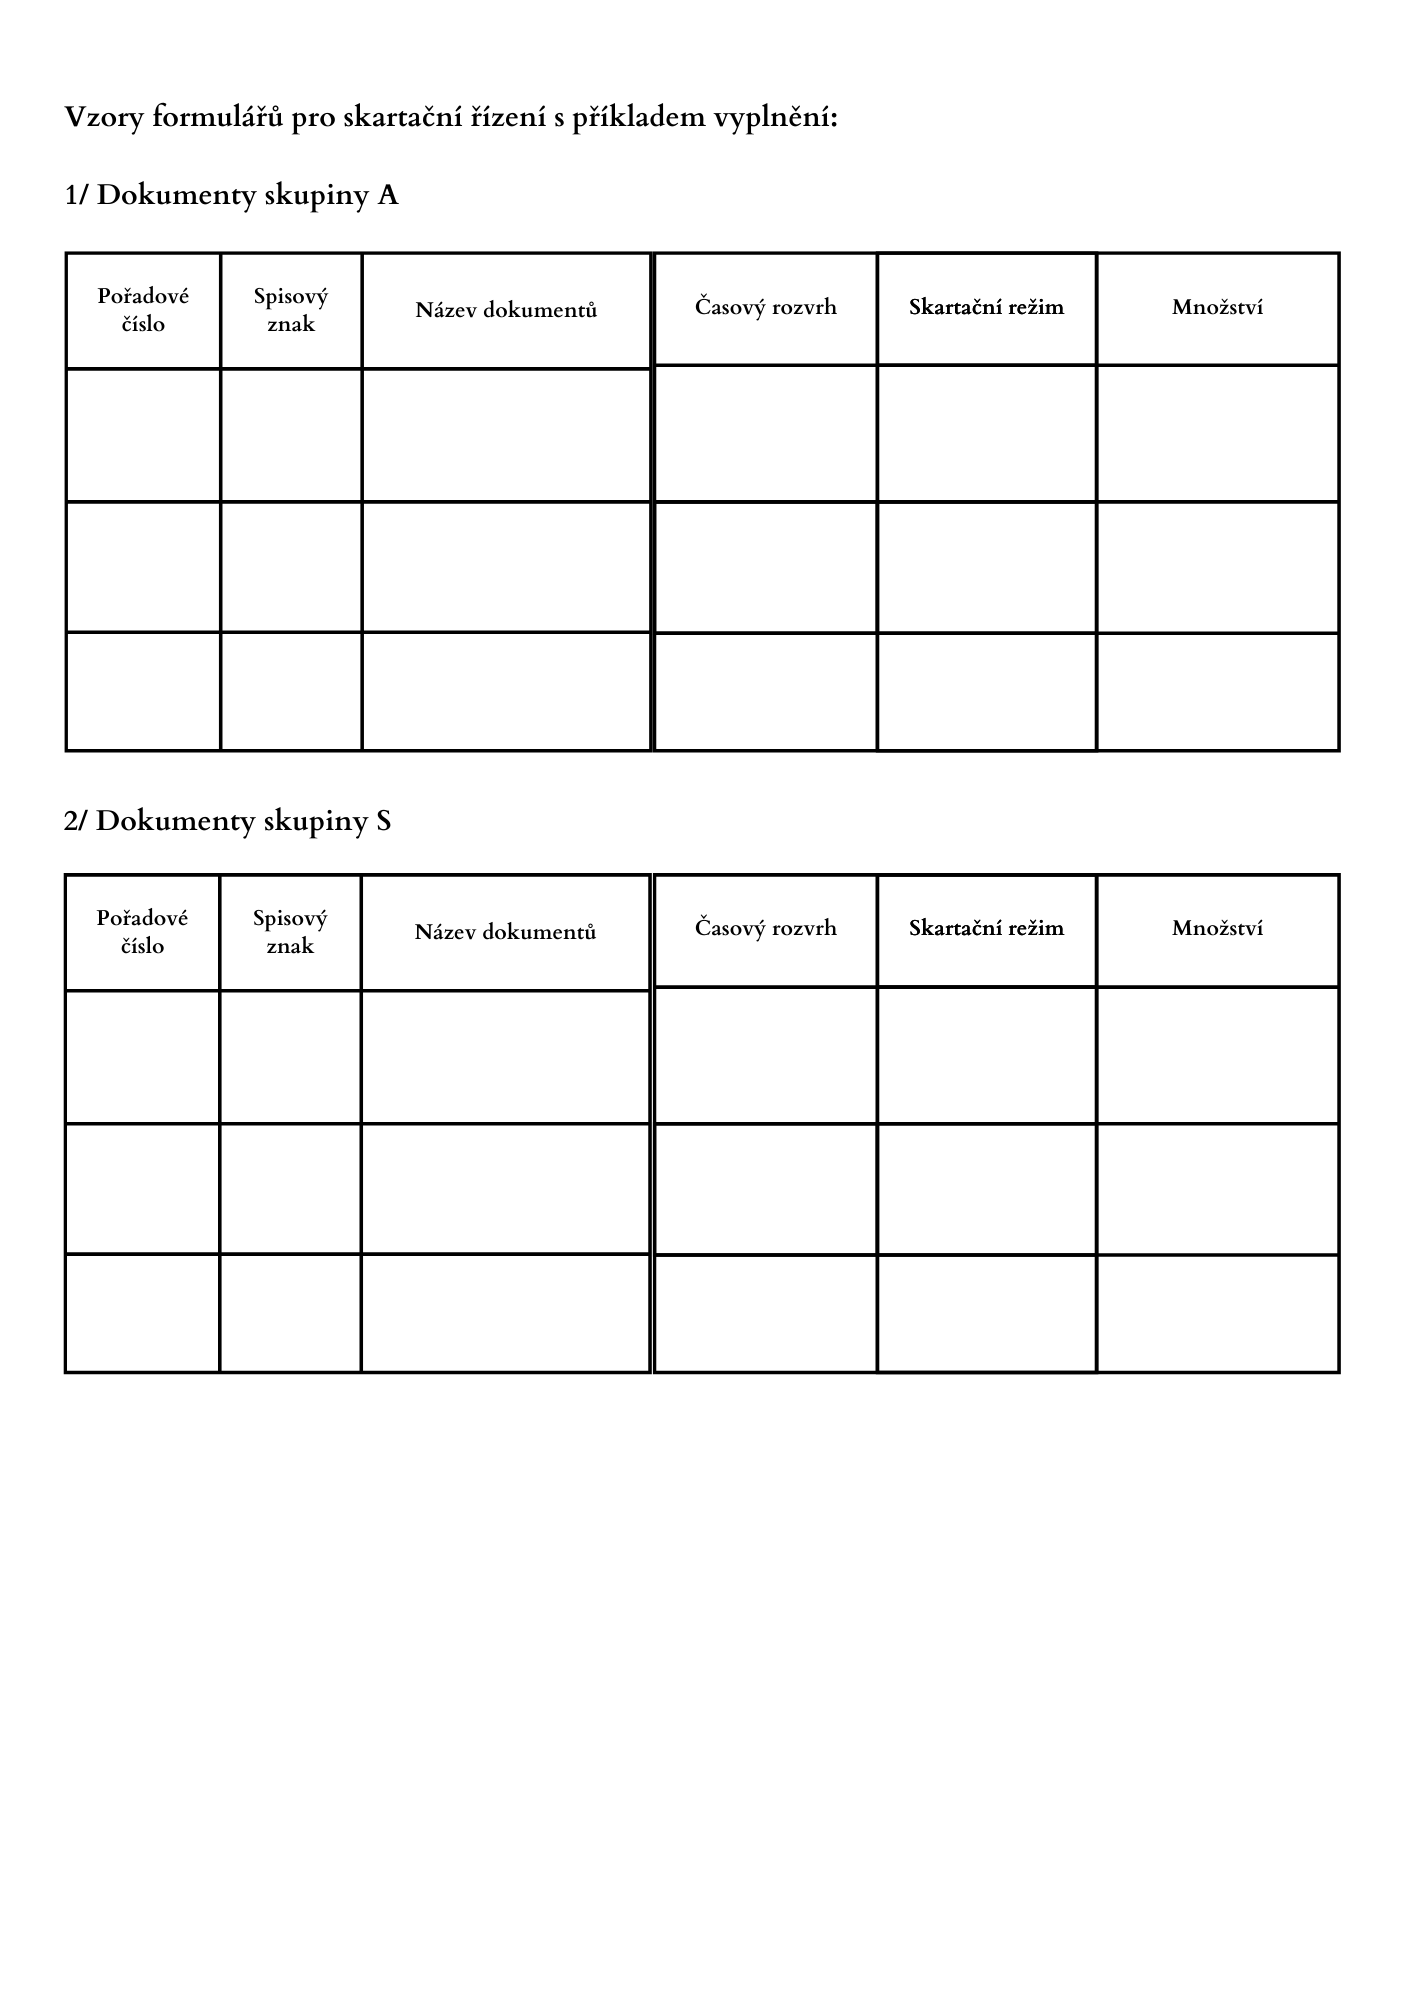 Vzory formulářů pro skartační řízení s příkladem vyplnění:
1/ Dokumenty skupiny A
Pořadové
číslo
Spisový
znak
Název dokumentů
Časový rozvrh
Skartační režim
Množství
2/ Dokumenty skupiny S
Pořadové
číslo
Spisový
znak
Název dokumentů
Časový rozvrh
Skartační režim
Množství